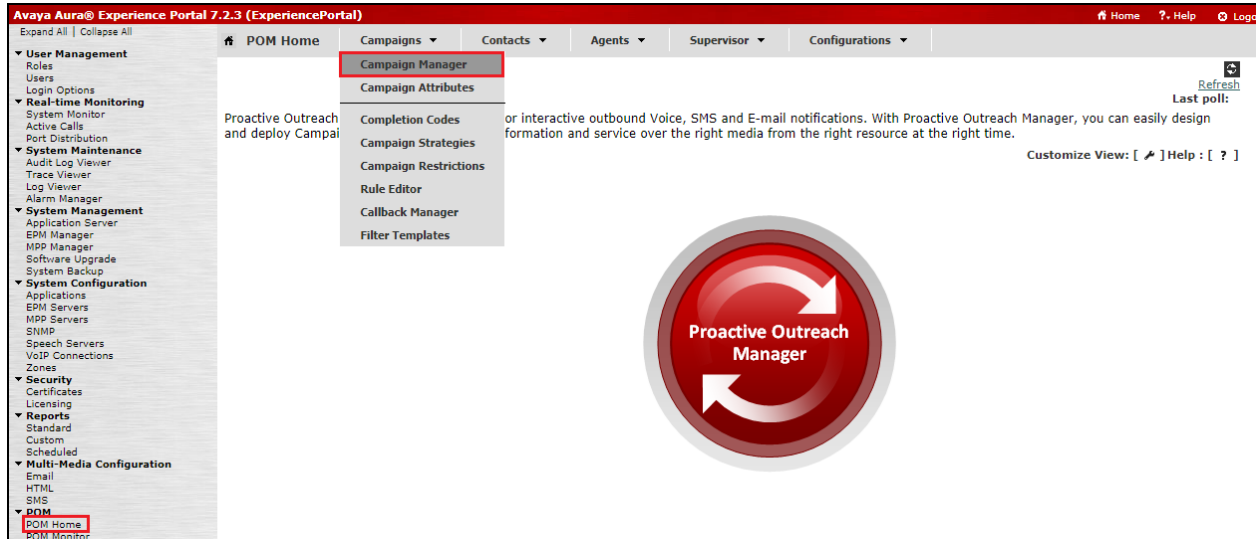 Avaya Aura® Experience Portal 7.2.3 (ExperiencePortal)
Home ?. Help Logo
Expand All | Collapse All
POM Home Campaigns ▼ Contacts ▼ Agents ▼ Supervisor ▼ Configurations ▼
▼ User Management
Roles
Users
Login Options
▼ Real-time Monitoring
System Monitor
Active Calls
Port Distribution
▼ System Maintenance
Audit Log Viewer
Trace Viewer
Log Viewer
Alarm Manager
▼ System Management
Application Server
EPM Manager
MPP Manager
Software Upgrade
System Backup
▼ System Configuration
Applications
EPM Servers
MPP Servers
SNMP
Speech Servers
VoIP Connections
Zones
▼ Security
Certificates
Licensing
▼ Reports
Standard
Custom
Scheduled
▼ Multi-Media Configuration
Email
HTML
SMS
▼ POM
POM Home
POM Monitor
Campaign Manager
Campaign Attributes
Completion Codes
Campaign Strategies
Campaign Restrictions
Rule Editor
Callback Manager
Filter Templates
Refresh
Last poll:
Proactive Outreach or interactive outbound Voice, SMS and E-mail notifications. With Proactive Outreach Manager, you can easily design
and deploy Campai formation and service over the right media from the right resource at the right time.
Customize View: [ ] Help : [ ? ]
Proactive Outreach
Manager